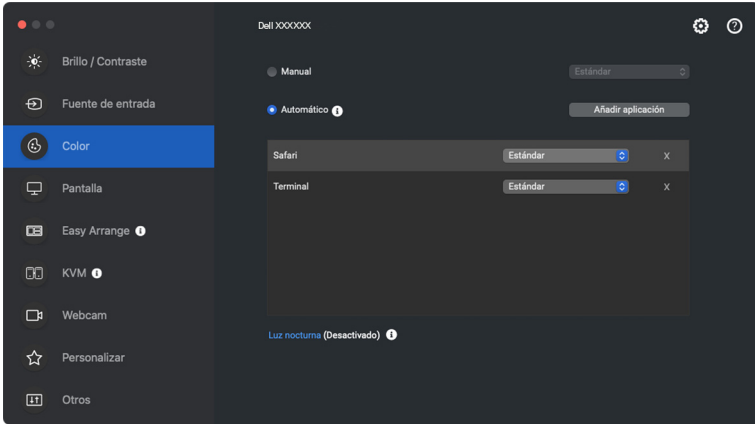 Dell XXXXXX
Brillo / Contraste
Fuente de entrada
Color
Pantalla
Easy Arrange
KVM
Webcam
Personalizar
Otros
Manual
Estándar
Automático
Añadir aplicación
Safari
Estándar
X
Terminal
Estándar
X
Luz nocturna (Desactivado)